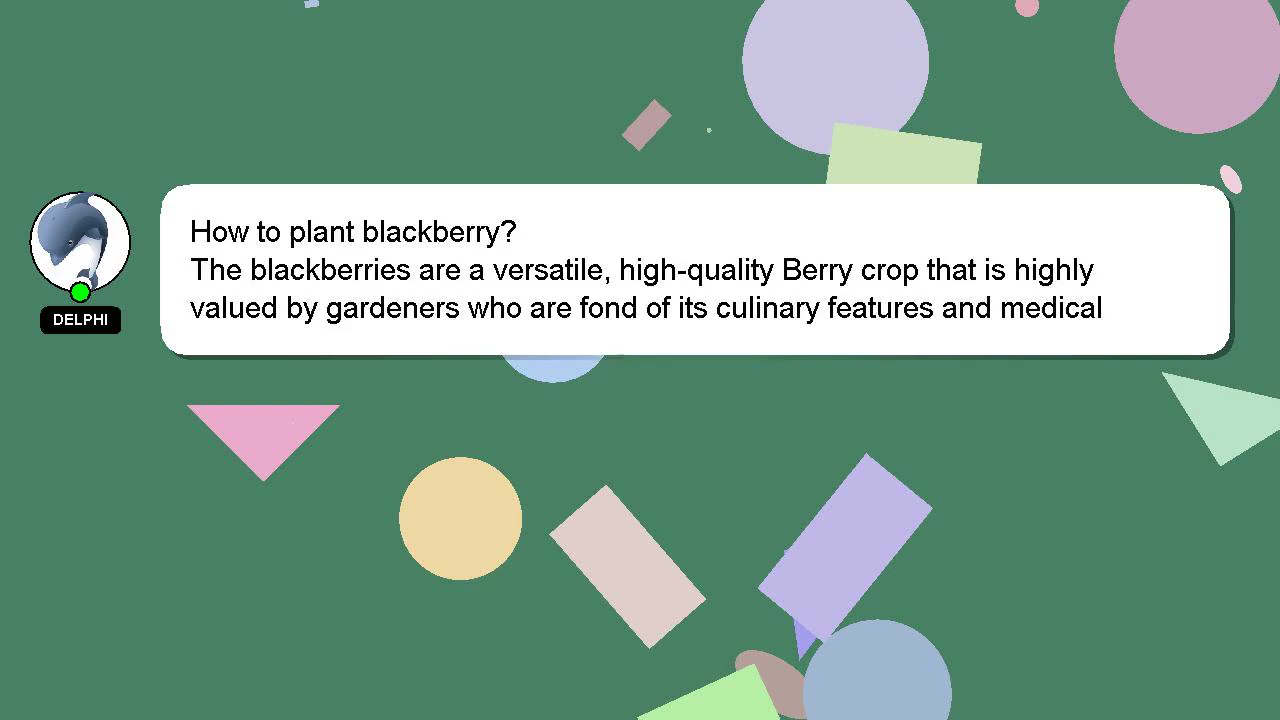 How to plant blackberry?
The blackberries are a versatile, high-quality Berry crop that is highly
valued by gardeners who are fond of its culinary features and medical
DELPHI